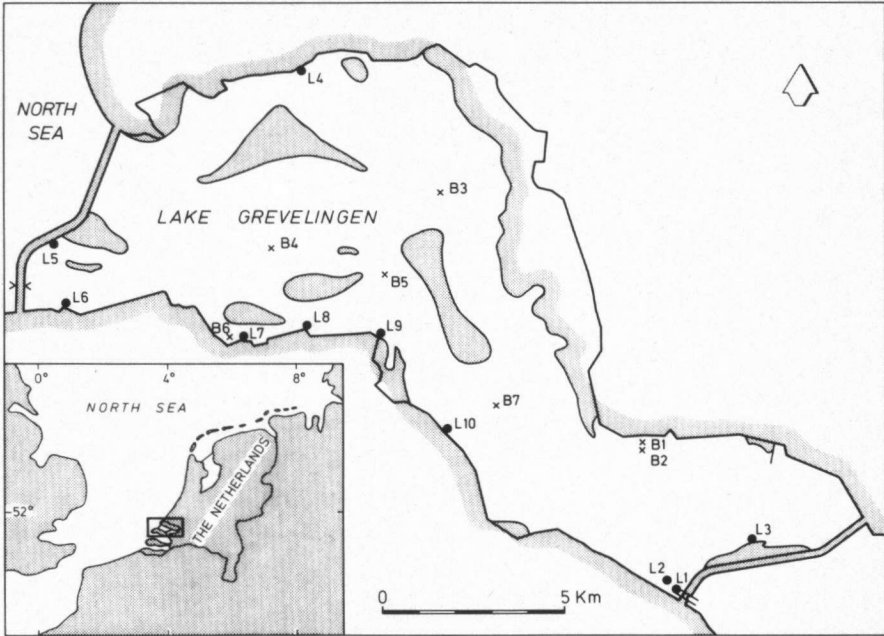 L4
NORTH
SEA
B3
LAKE GREVELINGEN
B4
L5
B5
L6
B6
L7
L8
L9
0°
4°
8°
NORTH SEA
B7
L10
THE NETHERLANDS
B1
B2
52°
L3
L2
L1
0
5 Km